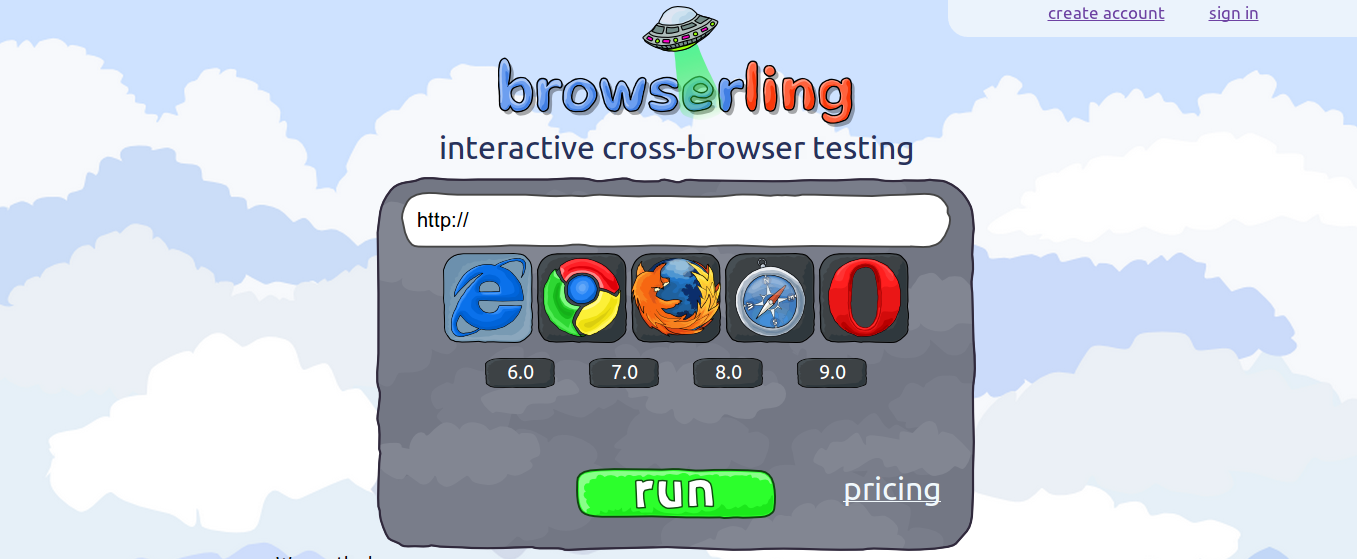 create account sign in
browserling
interactive cross-browser testing
http://
6.0 7.0 8.0 9.0
run
pricing